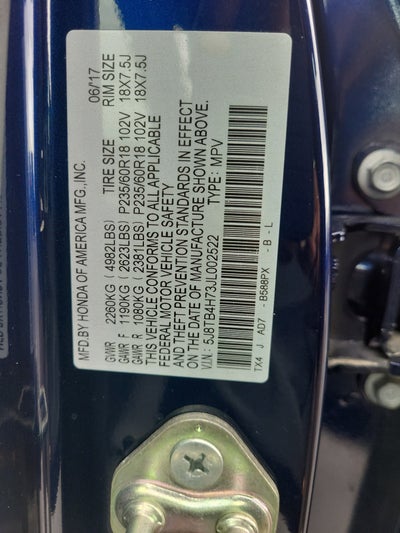 MFD.BY HONDA OF AMERICA MFG.,INC. 06/17
TIRE SIZE RIM SIZE
GVWR 2260KG (4982LBS)
GAWR F 1190KG (2623LBS) P235/60R18 102V 18X7.5J
GAWR R 1080KG (2381LBS) P235/60R18 102V 18X7.5J
THIS VEHICLE CONFORMS TO ALL APPLICABLE
FEDERAL MOTOR VEHICLE SAFETY
AND THEFT PREVENTION STANDARDS IN EFFECT
ON THE DATE OF MANUFACTURE SHOWN ABOVE.
V.I.N.: 5J8TB4H73JL002522 TYPE: MPV
TX4 J AD7 - B588PX - B - L